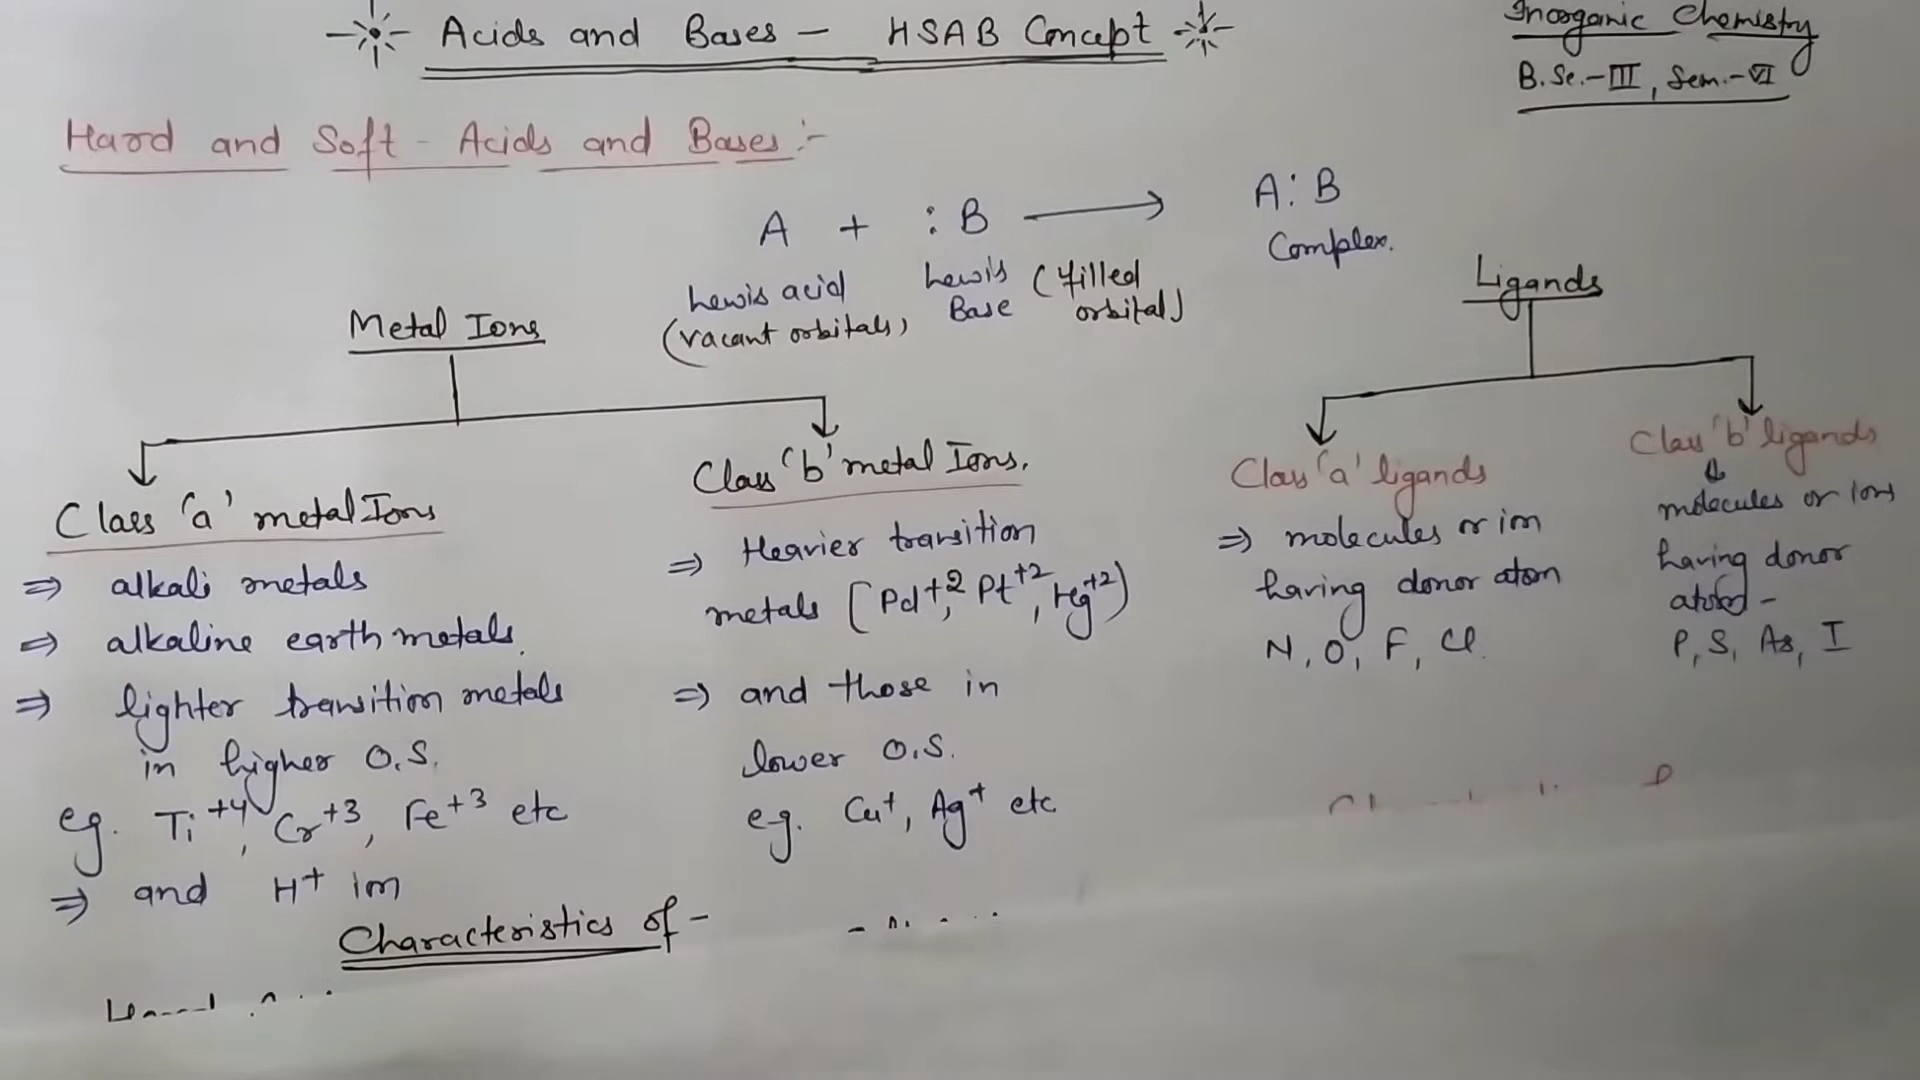 Acids and Bases - HSAB Concept
Inorganic Chemistry
B.Sc.-III, Sem.-VI
Hard and Soft - Acids and Bases :-
A + :B → A:B
Complex.
Lewis acid
(vacant orbitals)
Lewis (filled
Base orbital)
Metal Ions
Class 'a' metal Ions
⇒ alkali metals
⇒ alkaline earth metals.
⇒ lighter transition metals
in higher O.S.
eg. Ti+4, Cr+3, Fe+3 etc
⇒ and H+ ion
Class 'b' metal Ions.
⇒ Heavier transition
metals (Pd+2, Pt+2, Hg+2)
⇒ and those in
lower O.S.
e.g. Cu+, Ag+ etc
Ligands
Class 'a' ligands
⇒ molecules or ion
having donor atom
N, O, F, Cl.
Class 'b' ligands
molecules or ions
having donor
atom -
P, S, As, I
Characteristics of -